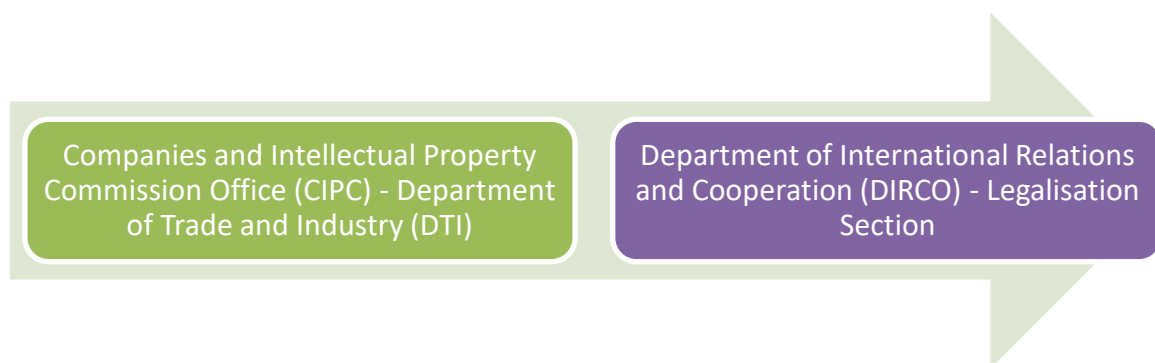 Companies and Intellectual Property
Commission Office (CIPC) - Department
of Trade and Industry (DTI)
Department of International Relations
and Cooperation (DIRCO) - Legalisation
Section